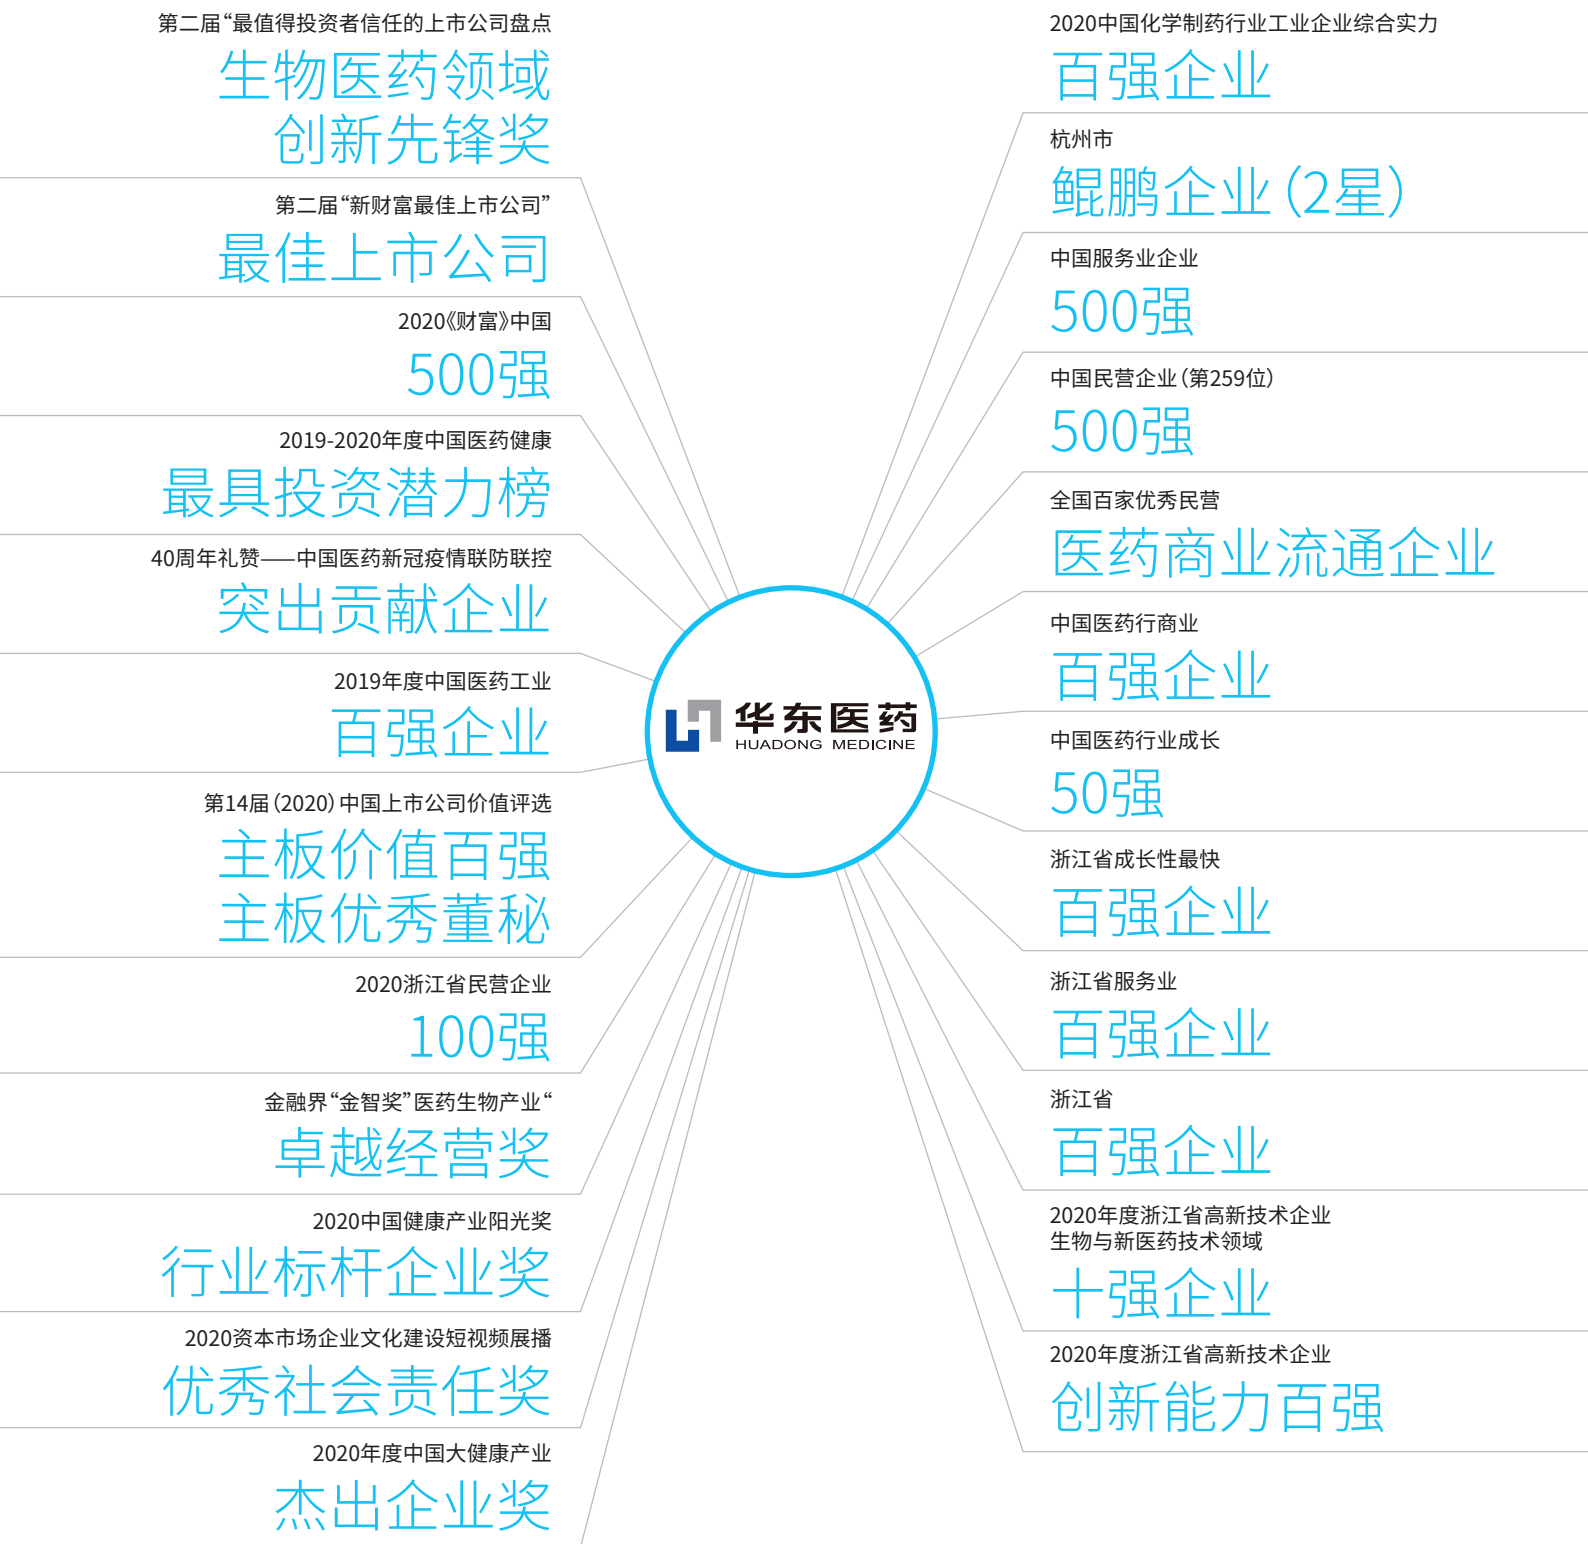 第二届“最值得投资者信任的上市公司盘点
生物医药领域
创新先锋奖
第二届“新财富最佳上市公司”
最佳上市公司
2020《财富》中国
500强
2019-2020年度中国医药健康
最具投资潜力榜
40周年礼赞——中国医药新冠疫情联防联控
突出贡献企业
2019年度中国医药工业
百强企业
第14届（2020）中国上市公司价值评选
主板价值百强
主板优秀董秘
2020浙江省民营企业
100强
金融界“金智奖”医药生物产业“
卓越经营奖
2020中国健康产业阳光奖
行业标杆企业奖
2020资本市场企业文化建设短视频展播
优秀社会责任奖
2020年度中国大健康产业
杰出企业奖
华东医药
HUADONG MEDICINE
2020中国化学制药行业工业企业综合实力
百强企业
杭州市
鲲鹏企业（2星）
中国服务业企业
500强
中国民营企业（第259位）
500强
全国百家优秀民营
医药商业流通企业
中国医药行商业
百强企业
中国医药行业成长
50强
浙江省成长性最快
百强企业
浙江省服务业
百强企业
浙江省
百强企业
2020年度浙江省高新技术企业
生物与新医药技术领域
十强企业
2020年度浙江省高新技术企业
创新能力百强